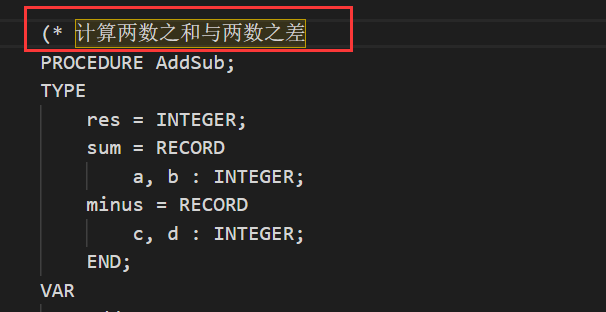 (* 计算两数之和与两数之差
PROCEDURE AddSub;
TYPE
    res = INTEGER;
    sum = RECORD
        a, b : INTEGER;
    minus = RECORD
        c, d : INTEGER;
    END;
VAR